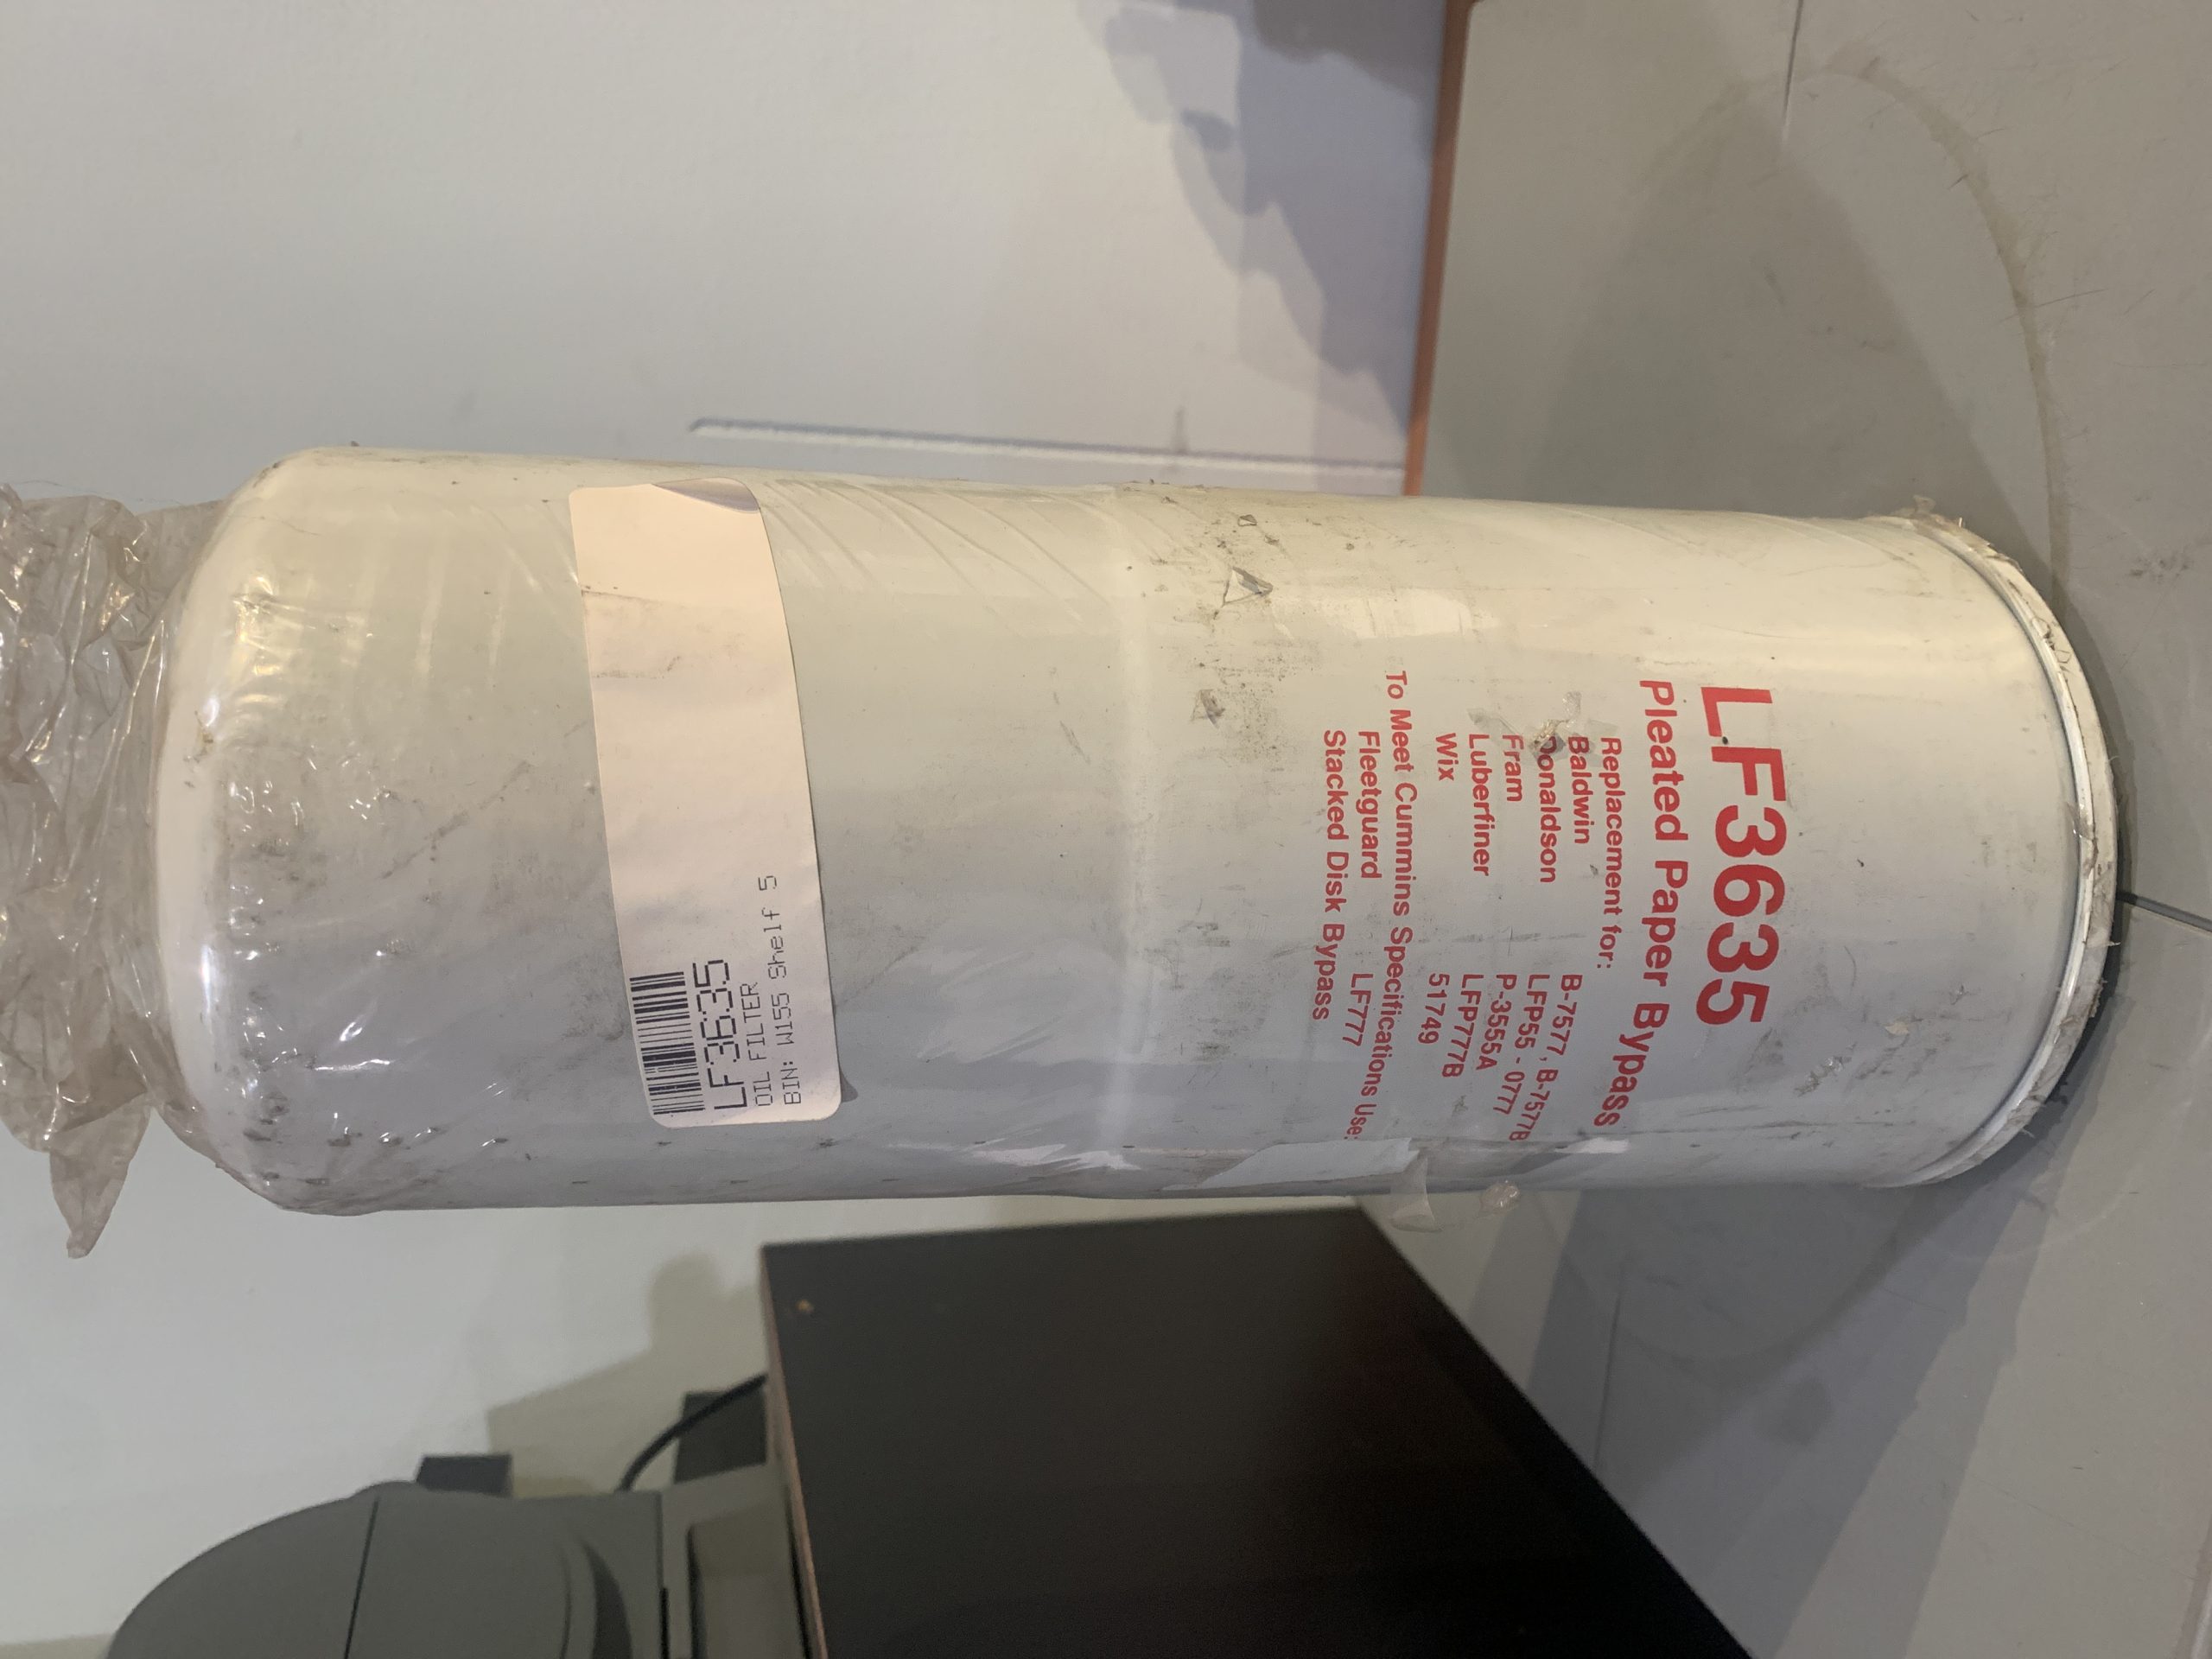 LF3635
Pleated Paper Bypass
Replacement for:
Baldwin B-7577, B-7577B
Donaldson LFP55 - 0777
Fram P-3555A
Luberfiner LFP777B
Wix 51749
To Meet Cummins Specifications Use:
Fleetguard LF777
Stacked Disk Bypass
LF3635
OIL FILTER
BIN: W155 Shelf 5